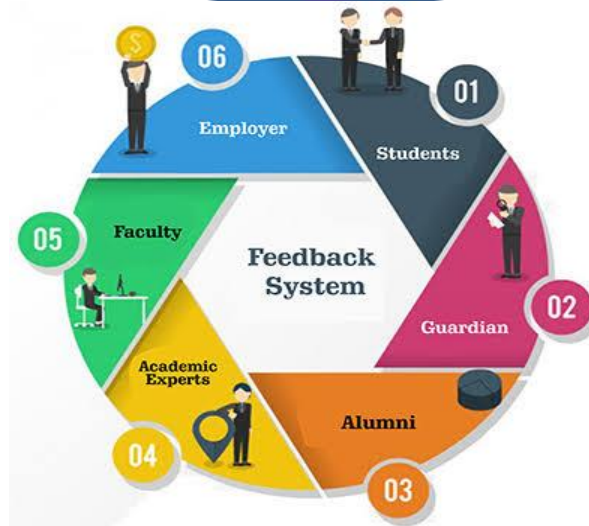 Feedback
System
01
Students
02
Guardian
03
Alumni
04
Academic
Experts
05
Faculty
06
Employer
$